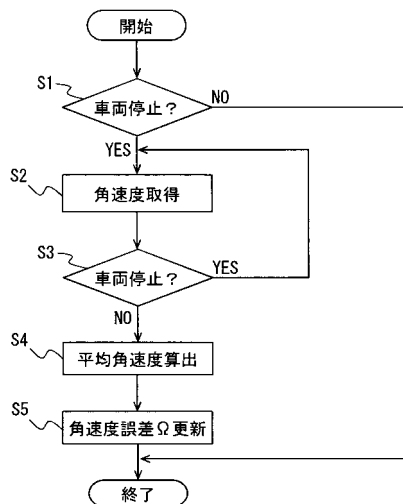 開始
S1
車両停止？
NO
YES
S2
角速度取得
S3
車両停止？
YES
NO
S4
平均角速度算出
S5
角速度誤差Ω更新
終了